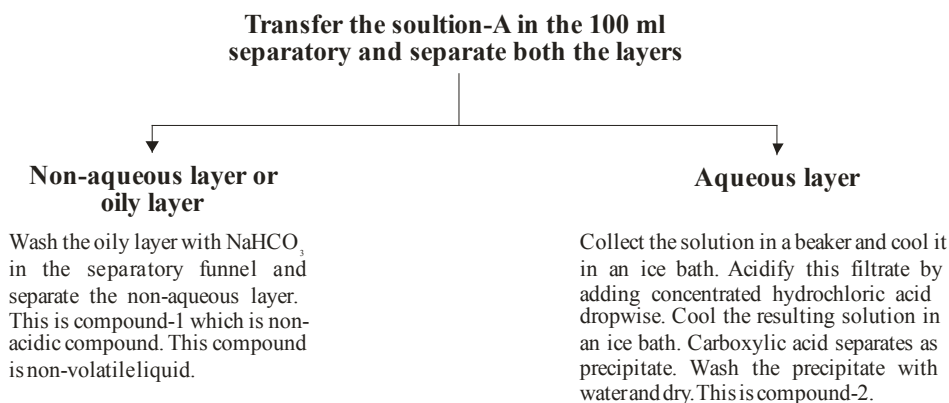 Transfer the soultion-A in the 100 ml
separatory and separate both the layers
Non-aqueous layer or
oily layer
Wash the oily layer with NaHCO₃
in the separatory funnel and
separate the non-aqueous layer.
This is compound-1 which is non-
acidic compound. This compound
is non-volatile liquid.
Aqueous layer
Collect the solution in a beaker and cool it
in an ice bath. Acidify this filtrate by
adding concentrated hydrochloric acid
dropwise. Cool the resulting solution in
an ice bath. Carboxylic acid separates as
precipitate. Wash the precipitate with
water and dry. This is compound-2.